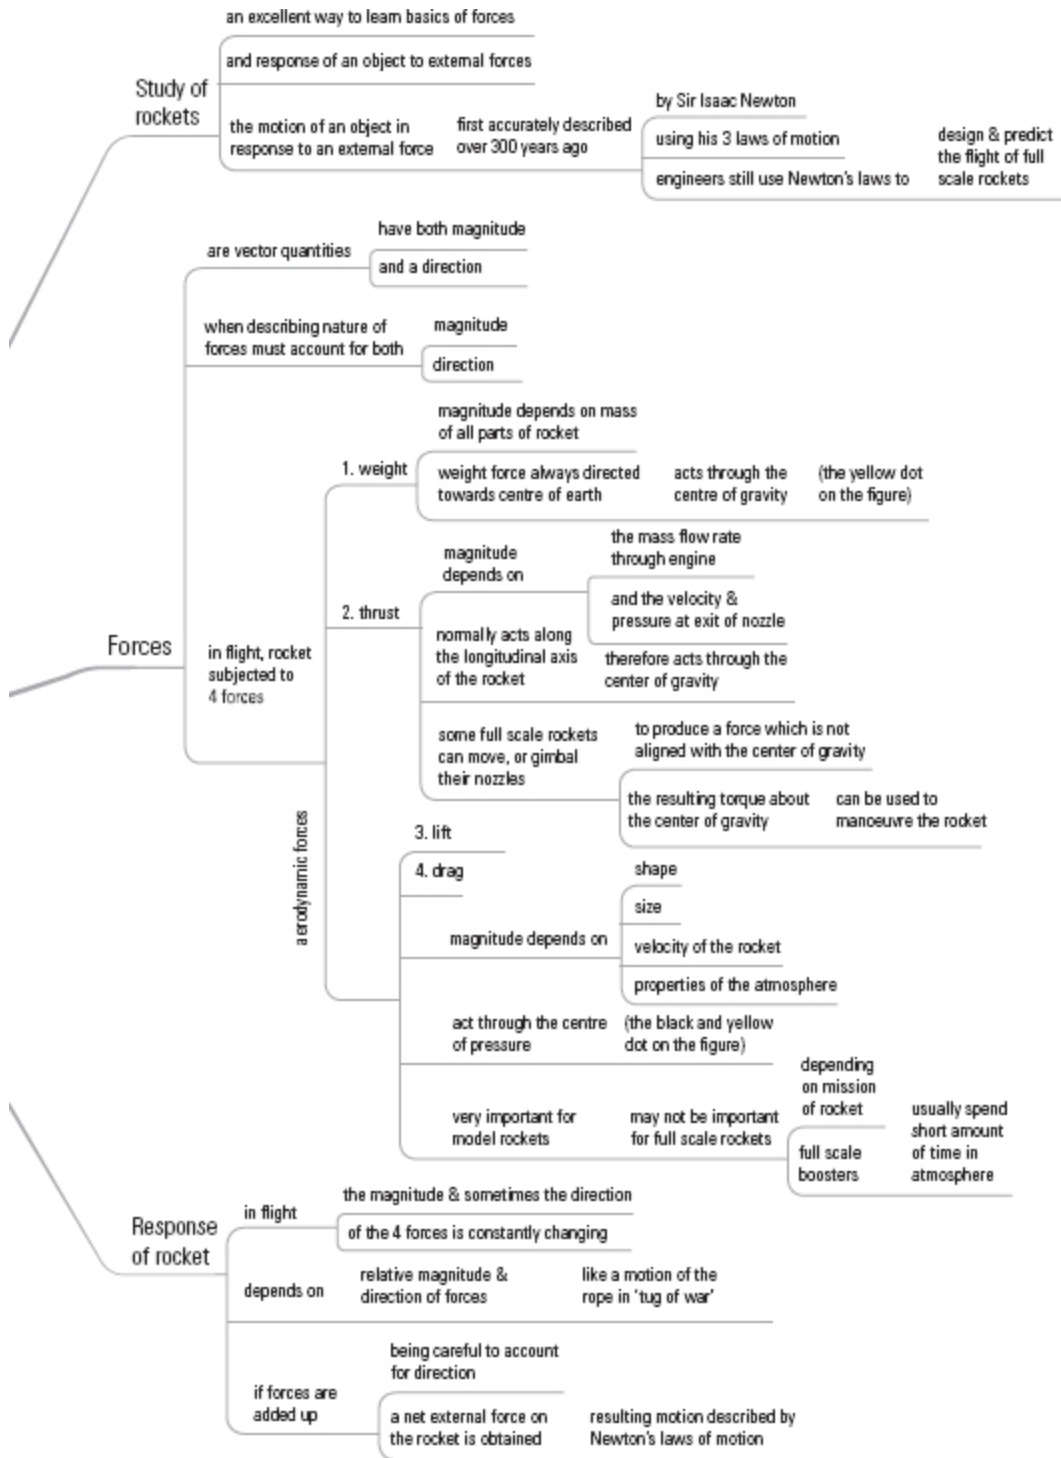 an excellent way to learn basics of forces
and response of an object to external forces
Study of
rockets
the motion of an object in
response to an external force
first accurately described
over 300 years ago
by Sir Isaac Newton
using his 3 laws of motion
engineers still use Newton's laws to
design & predict
the flight of full
scale rockets
Forces
are vector quantities
have both magnitude
and a direction
when describing nature of
forces must account for both
magnitude
direction
in flight, rocket
subjected to
4 forces
1. weight
magnitude depends on mass
of all parts of rocket
weight force always directed
towards centre of earth
acts through the
centre of gravity
(the yellow dot
on the figure)
2. thrust
magnitude
depends on
the mass flow rate
through engine
and the velocity &
pressure at exit of nozzle
normally acts along
the longitudinal axis
of the rocket
therefore acts through the
center of gravity
some full scale rockets
can move, or gimbal
their nozzles
to produce a force which is not
aligned with the center of gravity
the resulting torque about
the center of gravity
can be used to
manoeuvre the rocket
aerodynamic forces
3. lift
4. drag
magnitude depends on
shape
size
velocity of the rocket
properties of the atmosphere
act through the centre
of pressure
(the black and yellow
dot on the figure)
very important for
model rockets
may not be important
for full scale rockets
depending
on mission
of rocket
full scale
boosters
usually spend
short amount
of time in
atmosphere
Response
of rocket
in flight
the magnitude & sometimes the direction
of the 4 forces is constantly changing
depends on
relative magnitude &
direction of forces
like a motion of the
rope in 'tug of war'
if forces are
added up
being careful to account
for direction
a net external force on
the rocket is obtained
resulting motion described by
Newton's laws of motion